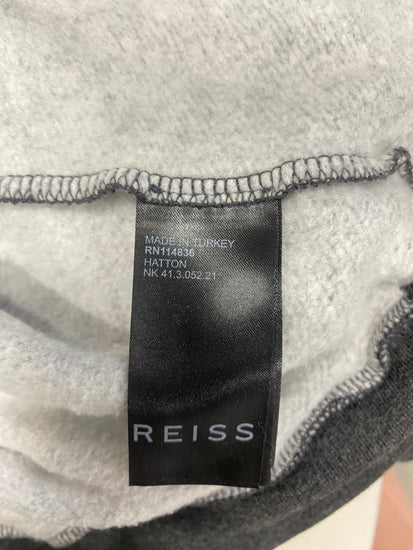 MADE IN TURKEY
RN114836
HATTON
NK 41.3.052.21
REISS